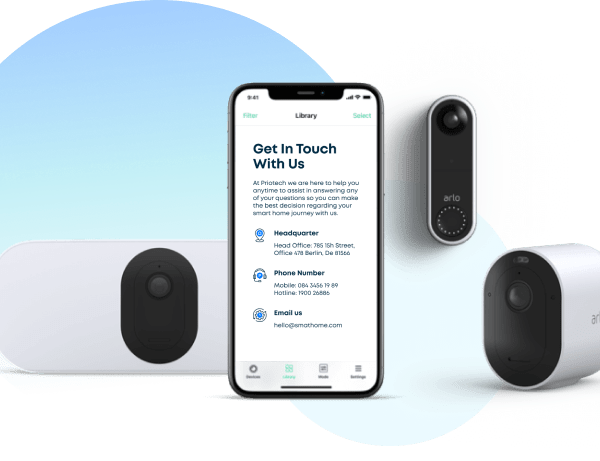 9:41
Filter Library Select
Get In Touch
With Us
At Priotech we are here to help you
anytime to assist in answering any
of your questions so you can make
the best decision regarding your
smart home journey with us.
Headquarter
Head Office: 785 15h Street,
Office 478 Berlin, De 81566
Phone Number
Mobile: 084 3456 19 89
Hotline: 1900 26886
Email us
hello@smathome.com
Devices Library Mode Settings
arlo